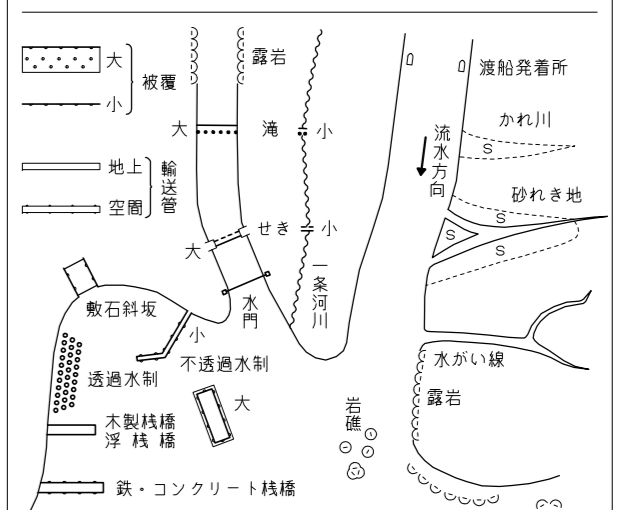 露岩
渡船発着所
大
小
被覆
かれ川
大
滝
小
流水方向
地上
空間
輸送管
砂れき地
S
S
S
S
せき
小
大
一条河川
水門
敷石斜坂
小
不透過水制
透過水制
大
水がい線
露岩
岩礁
木製桟橋
浮桟橋
鉄・コンクリート桟橋